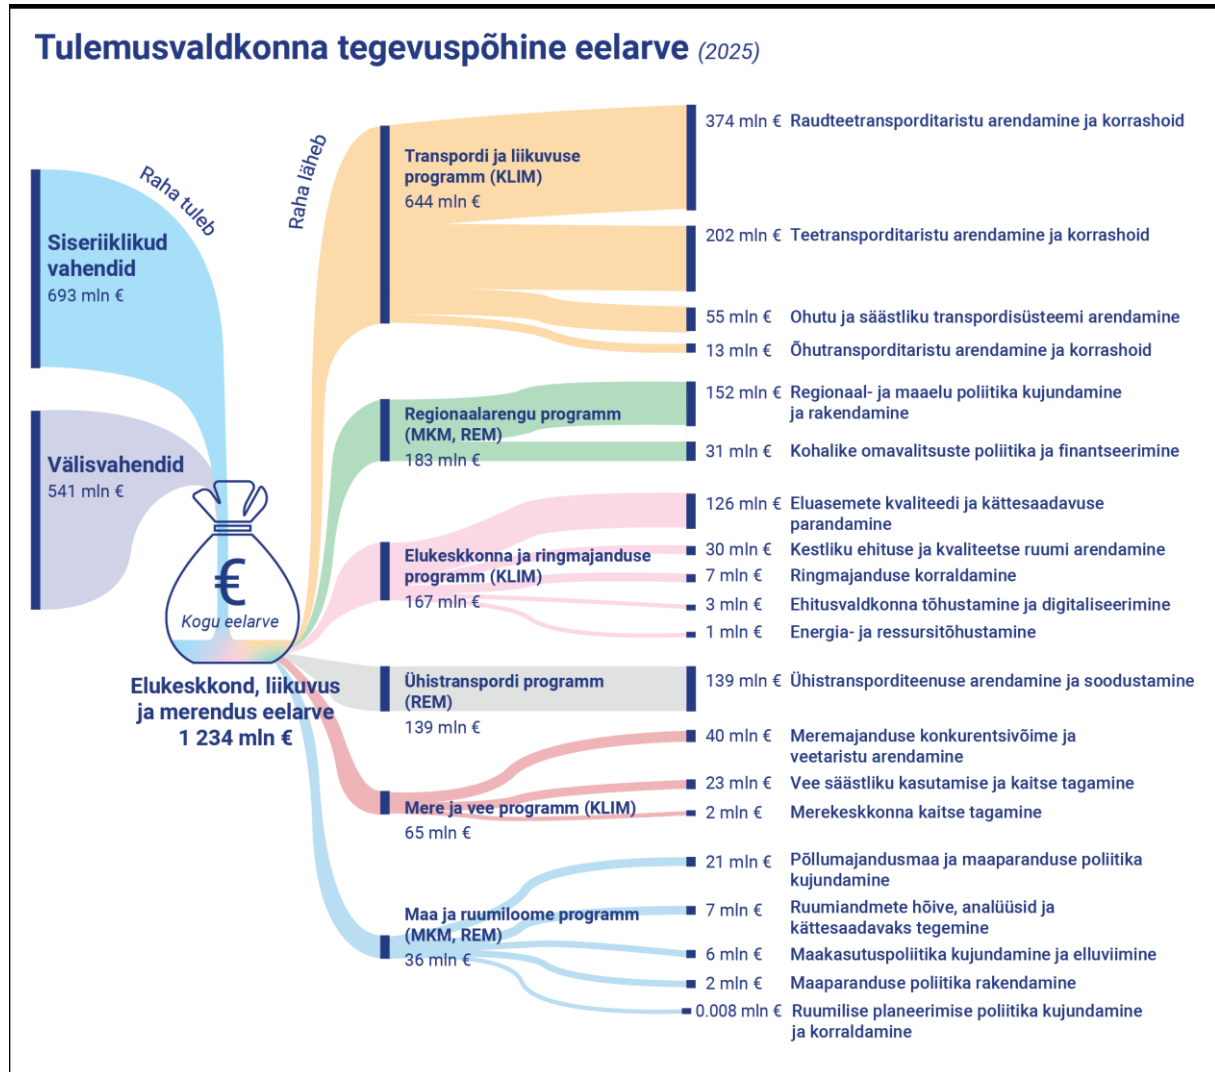 Tulemusvaldkonna tegevuspõhine eelarve (2025)
Raha tuleb
Raha läheb
Siseriiklikud
vahendid
693 mln €
Välisvahendid
541 mln €
€
Kogu eelarve
Elukeskkond, liikuvus
ja merendus eelarve
1 234 mln €
Transpordi ja liikuvuse
programm (KLIM)
644 mln €
374 mln € Raudteetransporditaristu arendamine ja korrashoid
202 mln € Teetransporditaristu arendamine ja korrashoid
55 mln € Ohutu ja säästliku transpordisüsteemi arendamine
13 mln € Õhutransporditaristu arendamine ja korrashoid
Regionaalarengu programm
(MKM, REM)
183 mln €
152 mln € Regionaal- ja maaelu poliitika kujundamine
ja rakendamine
31 mln € Kohalike omavalitsuste poliitika ja finantseerimine
Elukeskkonna ja ringmajanduse
programm (KLIM)
167 mln €
126 mln € Eluasemete kvaliteedi ja kättesaadavuse
parandamine
30 mln € Kestliku ehituse ja kvaliteetse ruumi arendamine
7 mln € Ringmajanduse korraldamine
3 mln € Ehitusvaldkonna tõhustamine ja digitaliseerimine
1 mln € Energia- ja ressursitõhustamine
Ühistranspordi programm
(REM)
139 mln €
139 mln € Ühistransporditeenuse arendamine ja soodustamine
Mere ja vee programm (KLIM)
65 mln €
40 mln € Meremajanduse konkurentsivõime ja
veetaristu arendamine
23 mln € Vee säästliku kasutamise ja kaitse tagamine
2 mln € Merekeskkonna kaitse tagamine
Maa ja ruumiloome programm
(MKM, REM)
36 mln €
21 mln € Põllumajandusmaa ja maaparanduse poliitika
kujundamine
7 mln € Ruumiandmete hõive, analüüsid ja
kättesaadavaks tegemine
6 mln € Maakasutuspoliitika kujundamine ja elluviimine
2 mln € Maaparanduse poliitika rakendamine
0.008 mln € Ruumilise planeerimise poliitika kujundamine
ja korraldamine